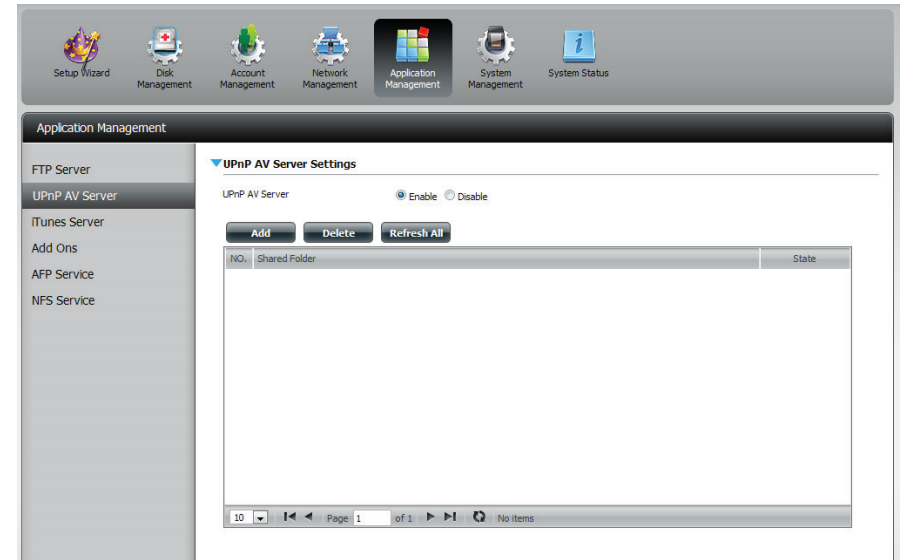 Setup Wizard
Disk Management
Account Management
Network Management
Application Management
System Management
System Status
Application Management
FTP Server
UPnP AV Server
iTunes Server
Add Ons
AFP Service
NFS Service
UPnP AV Server Settings
UPnP AV Server Enable Disable
Add Delete Refresh All
NO. Shared Folder State
10 Page 1 of 1 No items